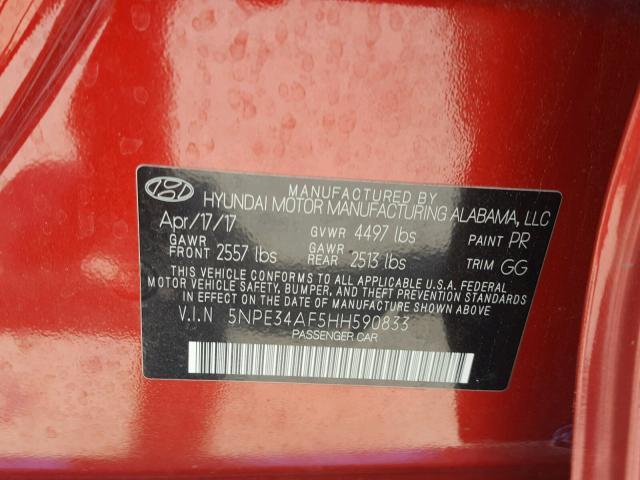 MANUFACTURED BY
HYUNDAI MOTOR MANUFACTURING ALABAMA, LLC
Apr/17/17 GVWR 4497 lbs PAINT PR
GAWR FRONT 2557 lbs GAWR REAR 2513 lbs TRIM GG
THIS VEHICLE CONFORMS TO ALL APPLICABLE U.S.A FEDERAL
MOTOR VEHICLE SAFETY, BUMPER, AND THEFT PREVENTION STANDARDS
IN EFFECT ON THE DATE OF MANUFACTURE SHOWN ABOVE
V.I.N 5NPE34AF5HH590833
PASSENGER CAR